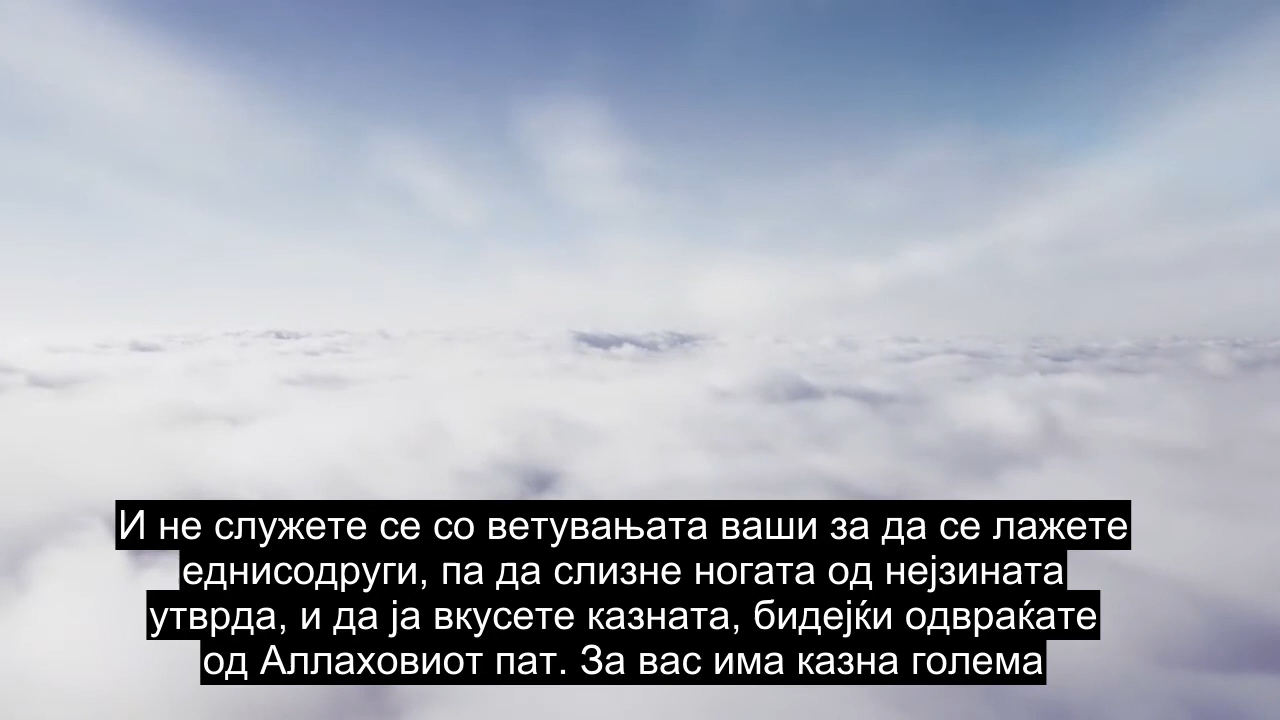 И не служете се со ветувањата ваши за да се лажете
еднисодруги, па да слизне ногата од нејзината
утврда, и да ја вкусете казната, бидејќи одвраќате
од Аллаховиот пат. За вас има казна голема